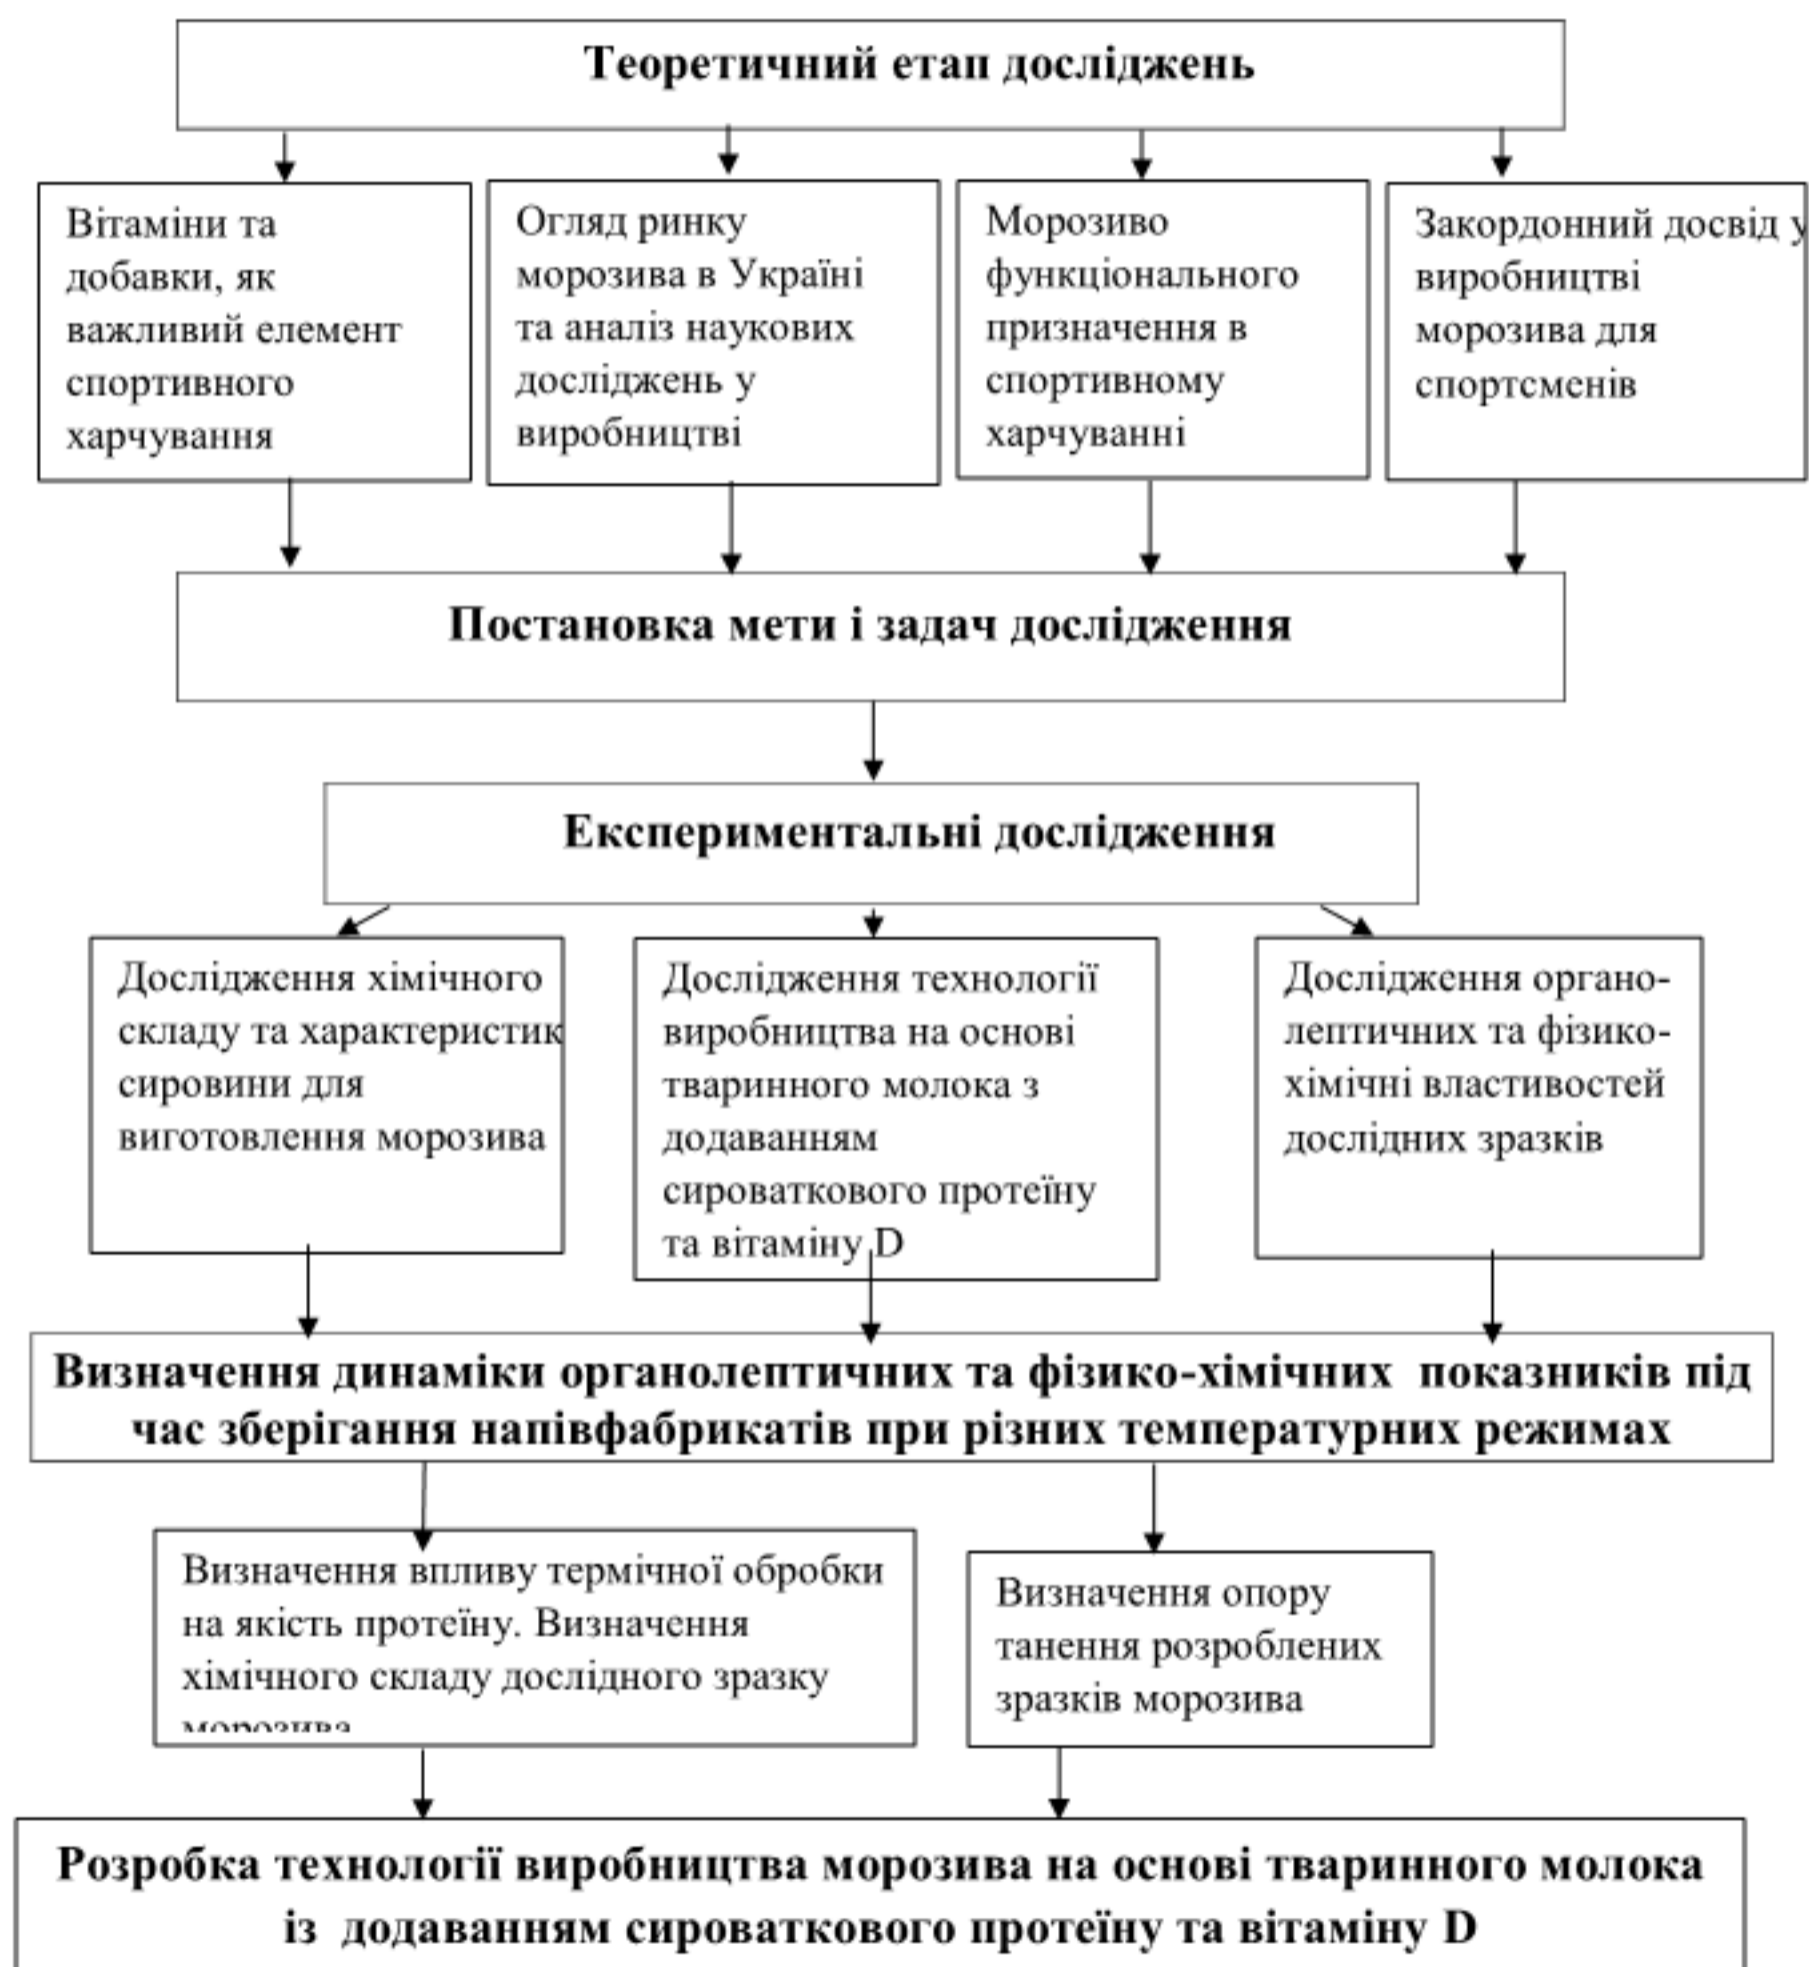 Теоретичний етап досліджень
Вітаміни та
добавки, як
важливий елемент
спортивного
харчування
Огляд ринку
морозива в Україні
та аналіз наукових
досліджень у
виробництві
Морозиво
функціонального
призначення в
спортивному
харчуванні
Закордонний досвід у
виробництві
морозива для
спортсменів
Постановка мети і задач дослідження
Експериментальні дослідження
Дослідження хімічного
складу та характеристик
сировини для
виготовлення морозива
Дослідження технології
виробництва на основі
тваринного молока з
додаванням
сироваткового протеїну
та вітаміну D
Дослідження органо-
лептичних та фізико-
хімічні властивостей
дослідних зразків
Визначення динаміки органолептичних та фізико-хімічних показників під
час зберігання напівфабрикатів при різних температурних режимах
Визначення впливу термічної обробки
на якість протеїну. Визначення
хімічного складу дослідного зразку
морозива
Визначення опору
танення розроблених
зразків морозива
Розробка технології виробництва морозива на основі тваринного молока
із додаванням сироваткового протеїну та вітаміну D